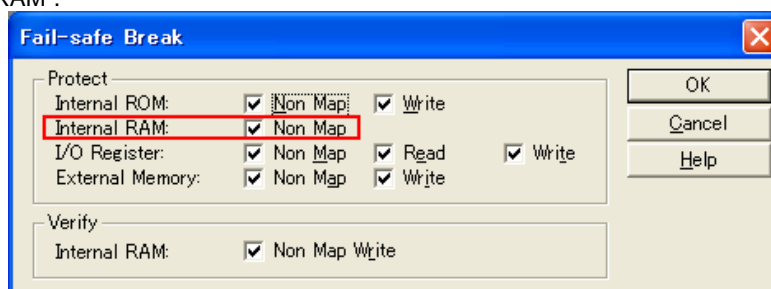 Fail-safe Break
Protect
Internal ROM: Non Map Write
Internal RAM: Non Map
I/O Register: Non Map Read Write
External Memory: Non Map Write
Verify
Internal RAM: Non Map Write
OK
Cancel
Help